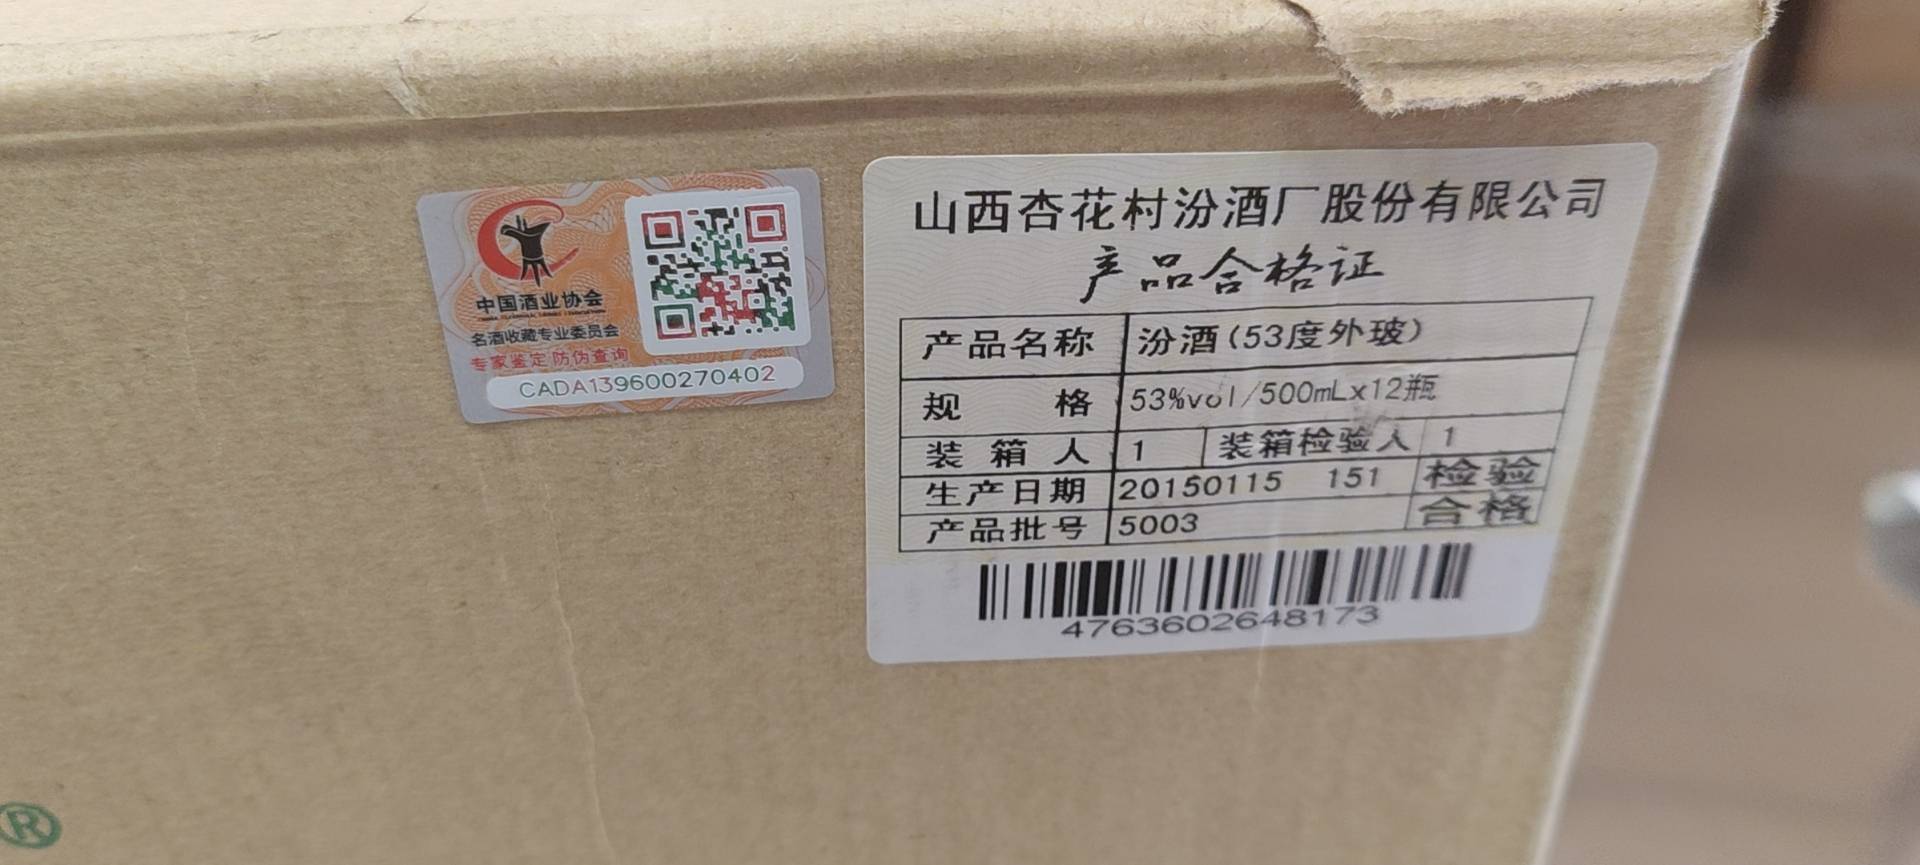 中国酒业协会
名酒收藏专业委员会
专家鉴定 防伪查询
CADA139600270402
山西杏花村汾酒厂股份有限公司
产品合格证
产品名称 汾酒(53度外玻)
规 格 53%vol/500mLx12瓶
装 箱 人 1 装箱检验人 1
生产日期 20150115 151 检验
产品批号 5003 合格
4763602648173
®